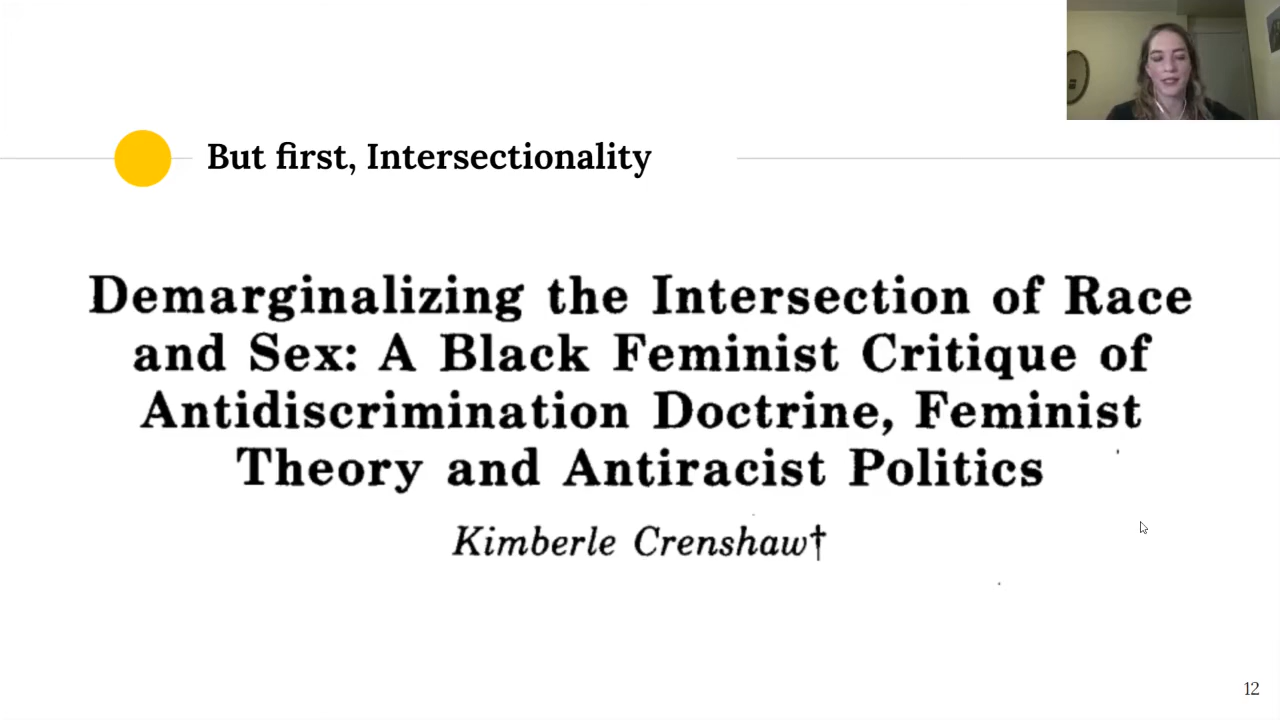 But first, Intersectionality
Demarginalizing the Intersection of Race
and Sex: A Black Feminist Critique of
Antidiscrimination Doctrine, Feminist
Theory and Antiracist Politics
Kimberle Crenshaw†
12